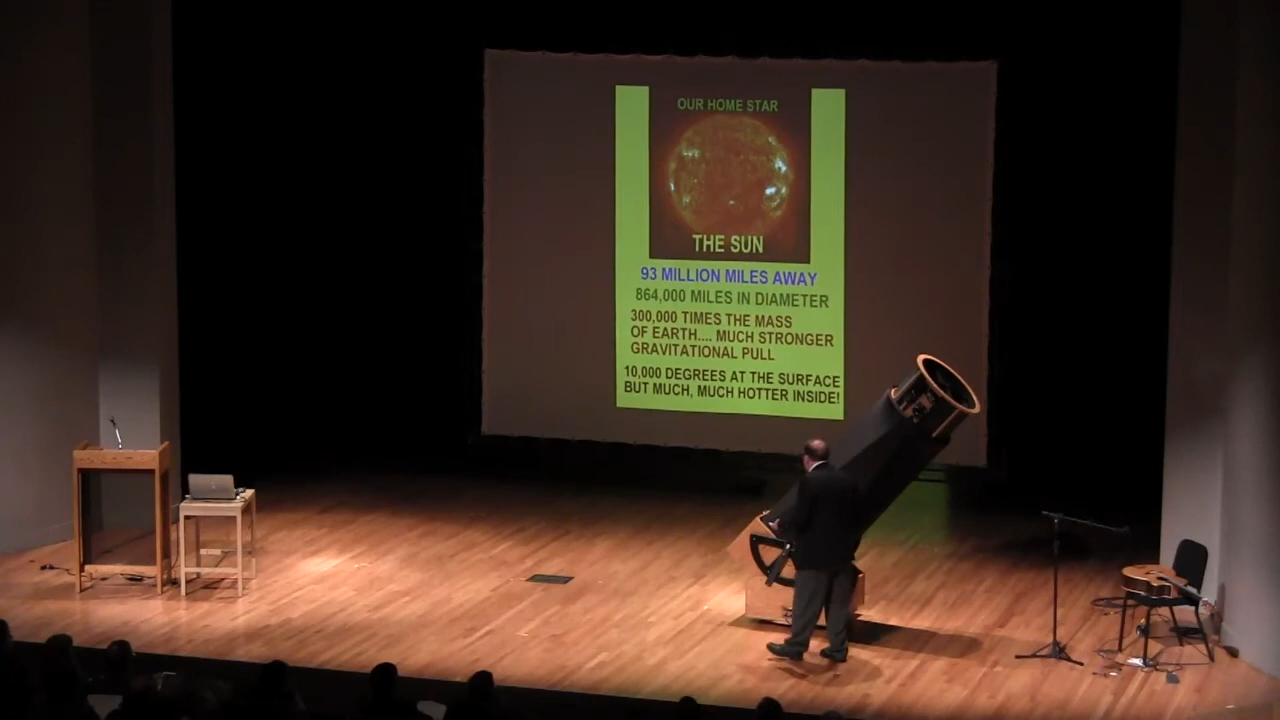 OUR HOME STAR
THE SUN
93 MILLION MILES AWAY
864,000 MILES IN DIAMETER
300,000 TIMES THE MASS
OF EARTH.... MUCH STRONGER
GRAVITATIONAL PULL
10,000 DEGREES AT THE SURFACE
BUT MUCH, MUCH HOTTER INSIDE!